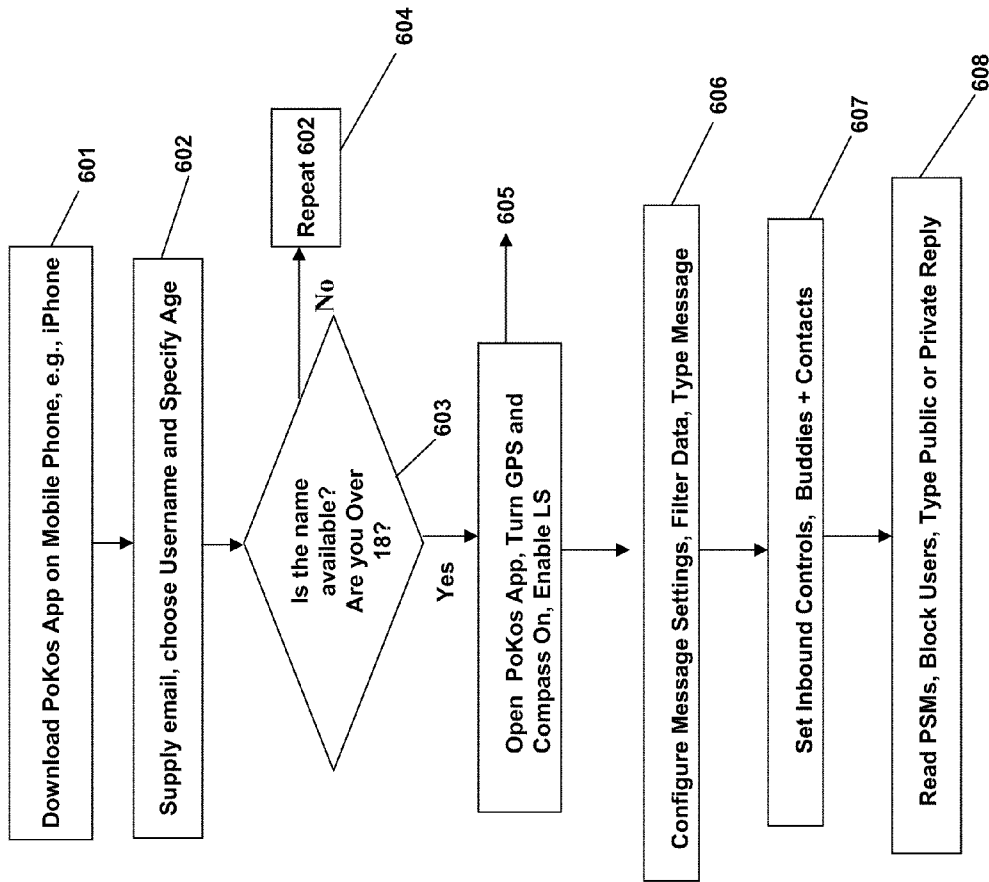 Download PoKos App on Mobile Phone, e.g., iPhone
601
Supply email, choose Username and Specify Age
602
Is the name
available?
Are you Over
18?
603
No
Repeat 602
604
Yes
Open PoKos App, Turn GPS and
Compass On, Enable LS
605
Configure Message Settings, Filter Data, Type Message
606
Set Inbound Controls, Buddies + Contacts
607
Read PSMs, Block Users, Type Public or Private Reply
608